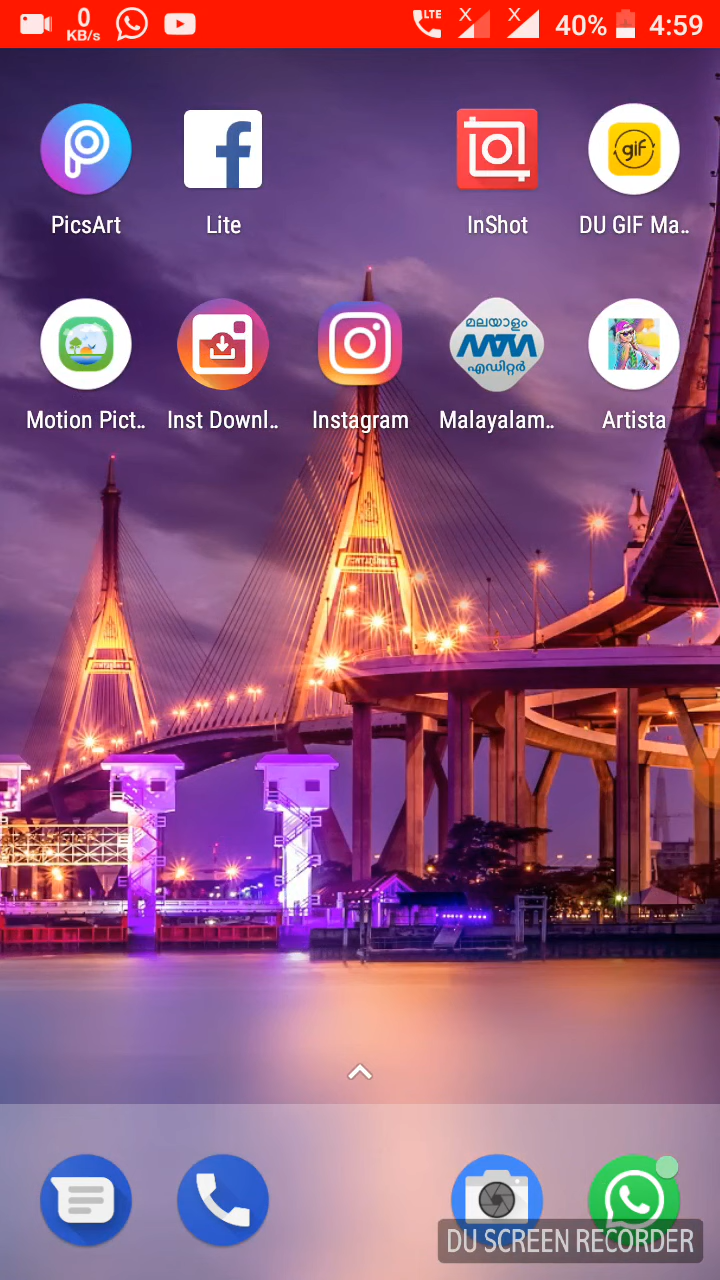 0
KB/s
LTE
X
X
40%
4:59
gif
PicsArt
Lite
InShot
DU GIF Ma..
മലയാളം
എഡിറ്റർ
Motion Pict..
Inst Downl..
Instagram
Malayalam..
Artista
DU SCREEN RECORDER